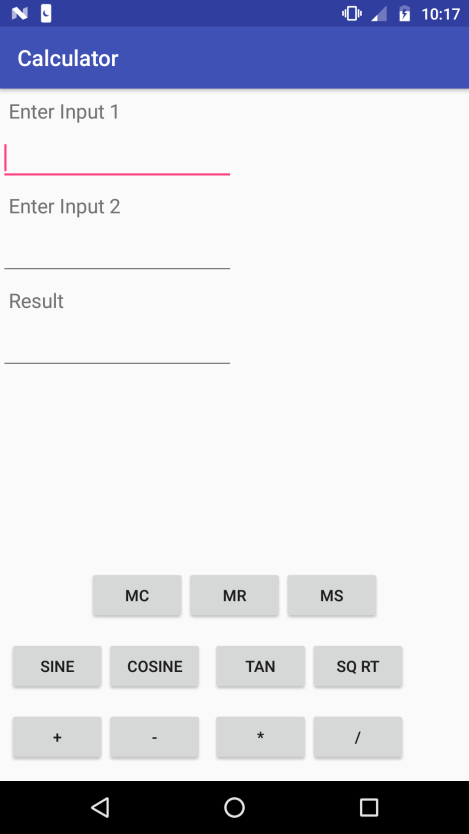 10:17
Calculator
Enter Input 1
Enter Input 2
Result
MC MR MS
SINE COSINE TAN SQ RT
+ - * /